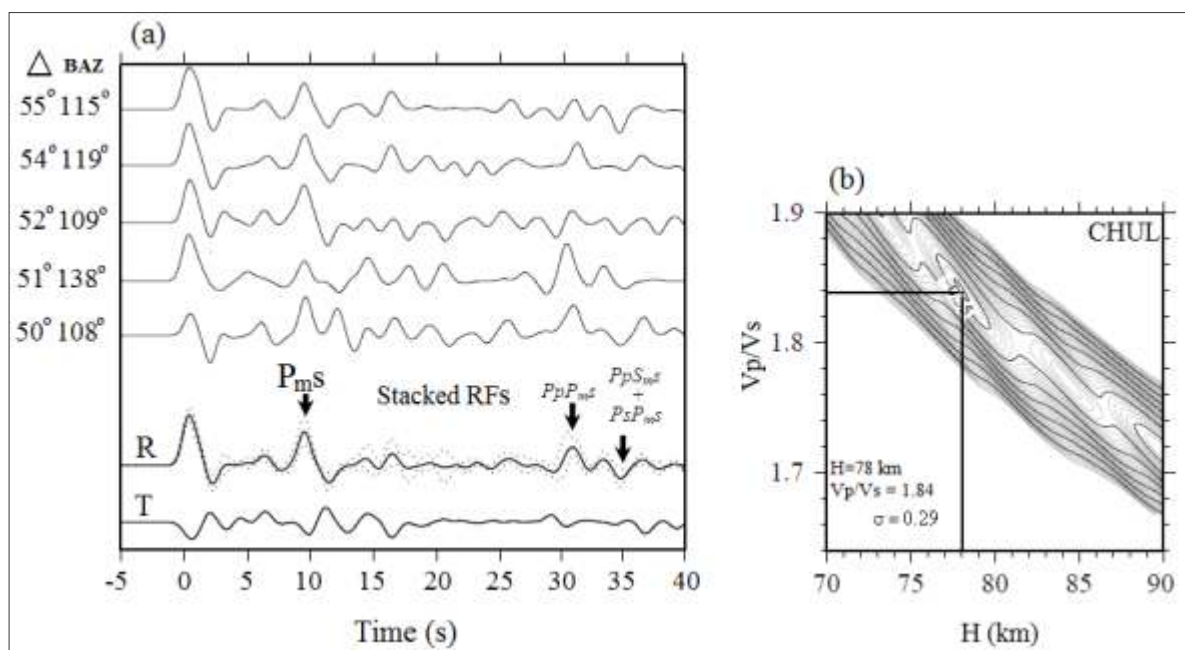 (a)
△ BAZ
55° 115°
54° 119°
52° 109°
51° 138°
50° 108°
Pms
Stacked RFs
PpPms
PpSms
+
PsPms
R
T
-5 0 5 10 15 20 25 30 35 40
Time (s)
(b)
CHUL
1.9
1.8
1.7
Vp/Vs
H=78 km
Vp/Vs = 1.84
σ = 0.29
70 75 80 85 90
H (km)